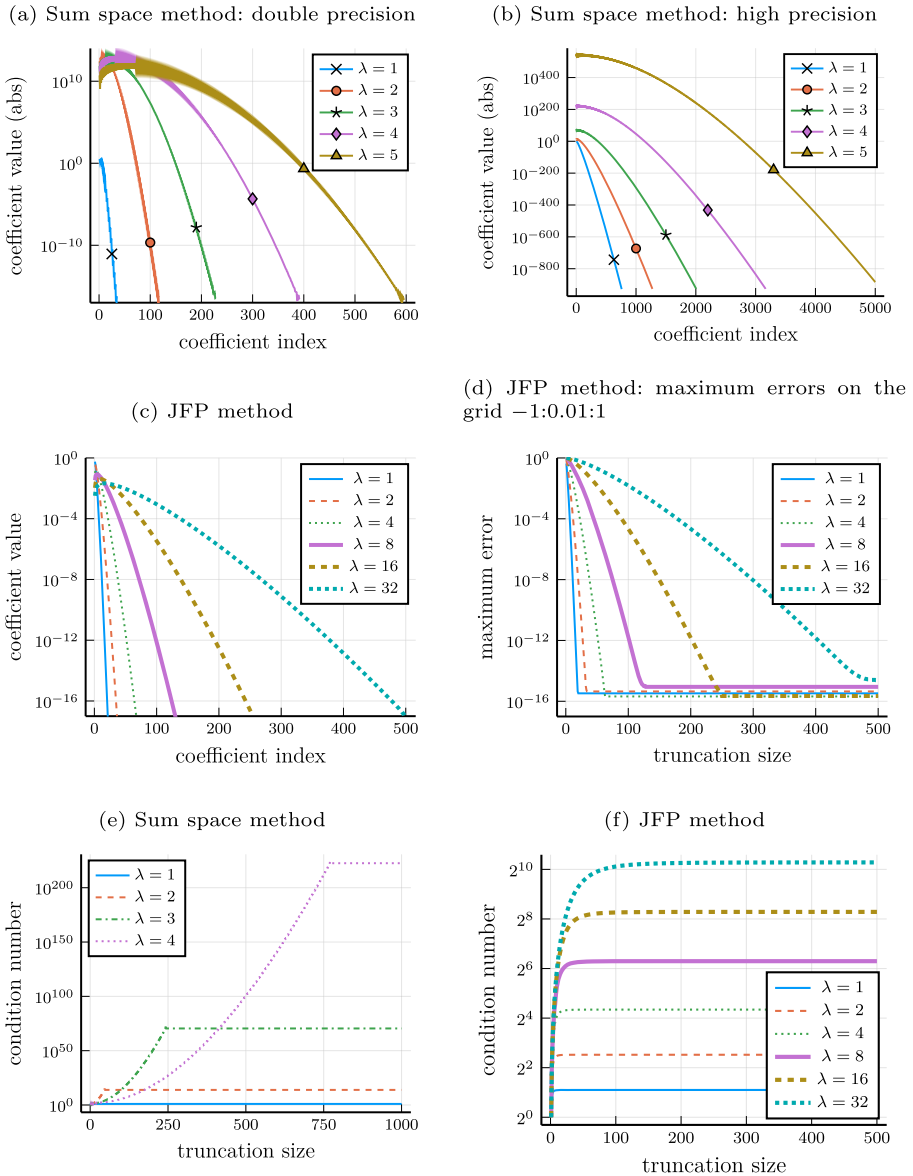 (a) Sum space method: double precision
coefficient value (abs)
10^10
10^0
10^−10
0 100 200 300 400 500 600
coefficient index
λ = 1
λ = 2
λ = 3
λ = 4
λ = 5
(b) Sum space method: high precision
coefficient value (abs)
10^400
10^200
10^0
10^−200
10^−400
10^−600
10^−800
0 1000 2000 3000 4000 5000
coefficient index
λ = 1
λ = 2
λ = 3
λ = 4
λ = 5
(c) JFP method
coefficient value
10^0
10^−4
10^−8
10^−12
10^−16
0 100 200 300 400 500
coefficient index
λ = 1
λ = 2
λ = 4
λ = 8
λ = 16
λ = 32
(d) JFP method: maximum errors on the
grid −1:0.01:1
maximum error
10^0
10^−4
10^−8
10^−12
10^−16
0 100 200 300 400 500
truncation size
λ = 1
λ = 2
λ = 4
λ = 8
λ = 16
λ = 32
(e) Sum space method
condition number
10^200
10^150
10^100
10^50
10^0
0 250 500 750 1000
truncation size
λ = 1
λ = 2
λ = 3
λ = 4
(f) JFP method
condition number
2^10
2^8
2^6
2^4
2^2
2^0
0 100 200 300 400 500
truncation size
λ = 1
λ = 2
λ = 4
λ = 8
λ = 16
λ = 32